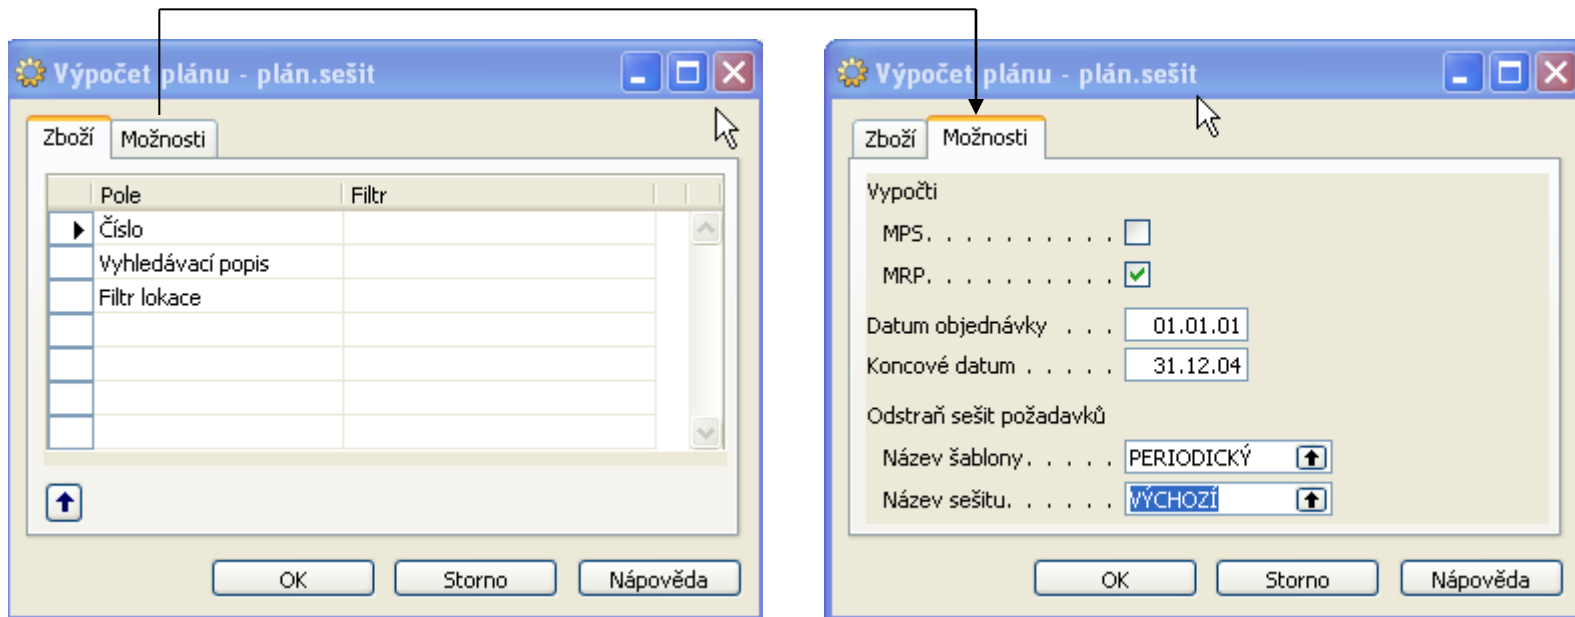 Výpočet plánu - plán.sešit
Zboží Možnosti
Pole Filtr
Číslo
Vyhledávací popis
Filtr lokace
OK Storno Nápověda
Výpočet plánu - plán.sešit
Zboží Možnosti
Vypočti
MPS. . . . . . . . . .
MRP. . . . . . . . . .
Datum objednávky . . . 01.01.01
Koncové datum . . . . . 31.12.04
Odstraň sešit požadavků
Název šablony. . . . . PERIODICKÝ
Název sešitu. . . . . . VÝCHOZÍ
OK Storno Nápověda